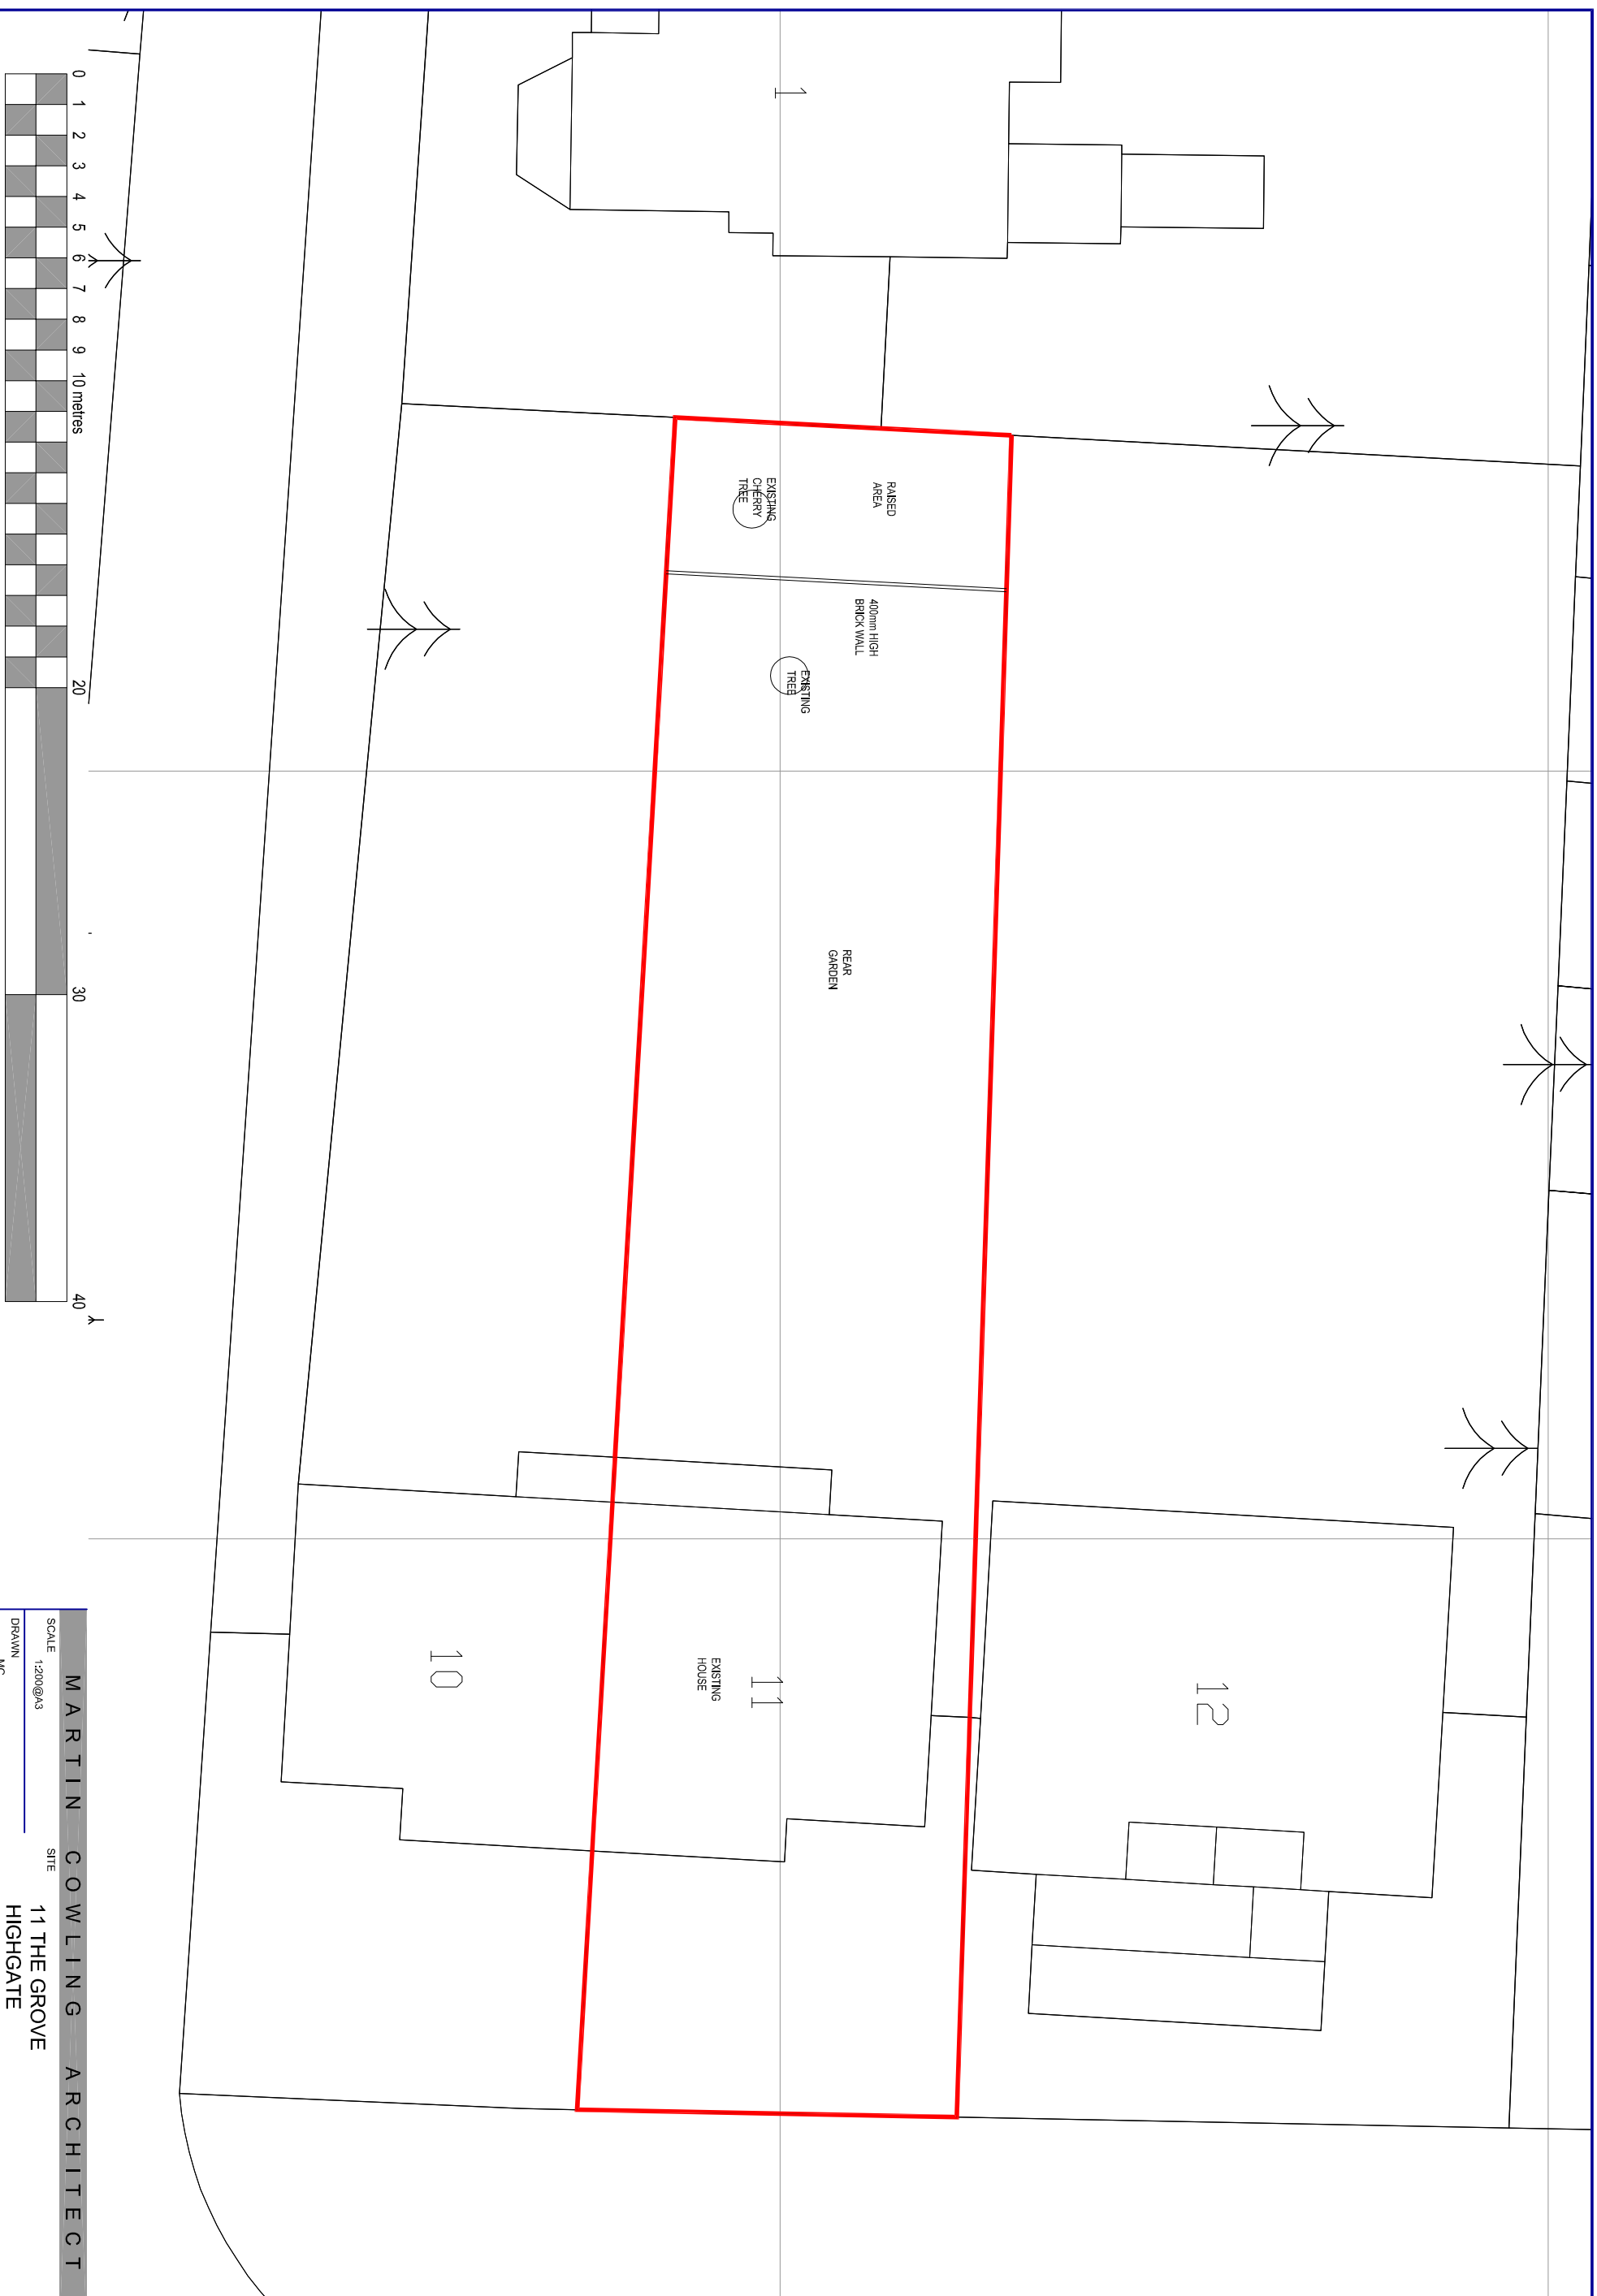 1
RAISED
AREA
EXISTING
CHERRY
TREE
400mm HIGH
BRICK WALL
EXISTING
TREE
REAR
GARDEN
12
11
EXISTING
HOUSE
10
0 1 2 3 4 5 6 7 8 9 10 metres 20 30 40
MARTIN COWLING ARCHITECT
SCALE 1:200@A3
DRAWN
SITE
11 THE GROVE
HIGHGATE